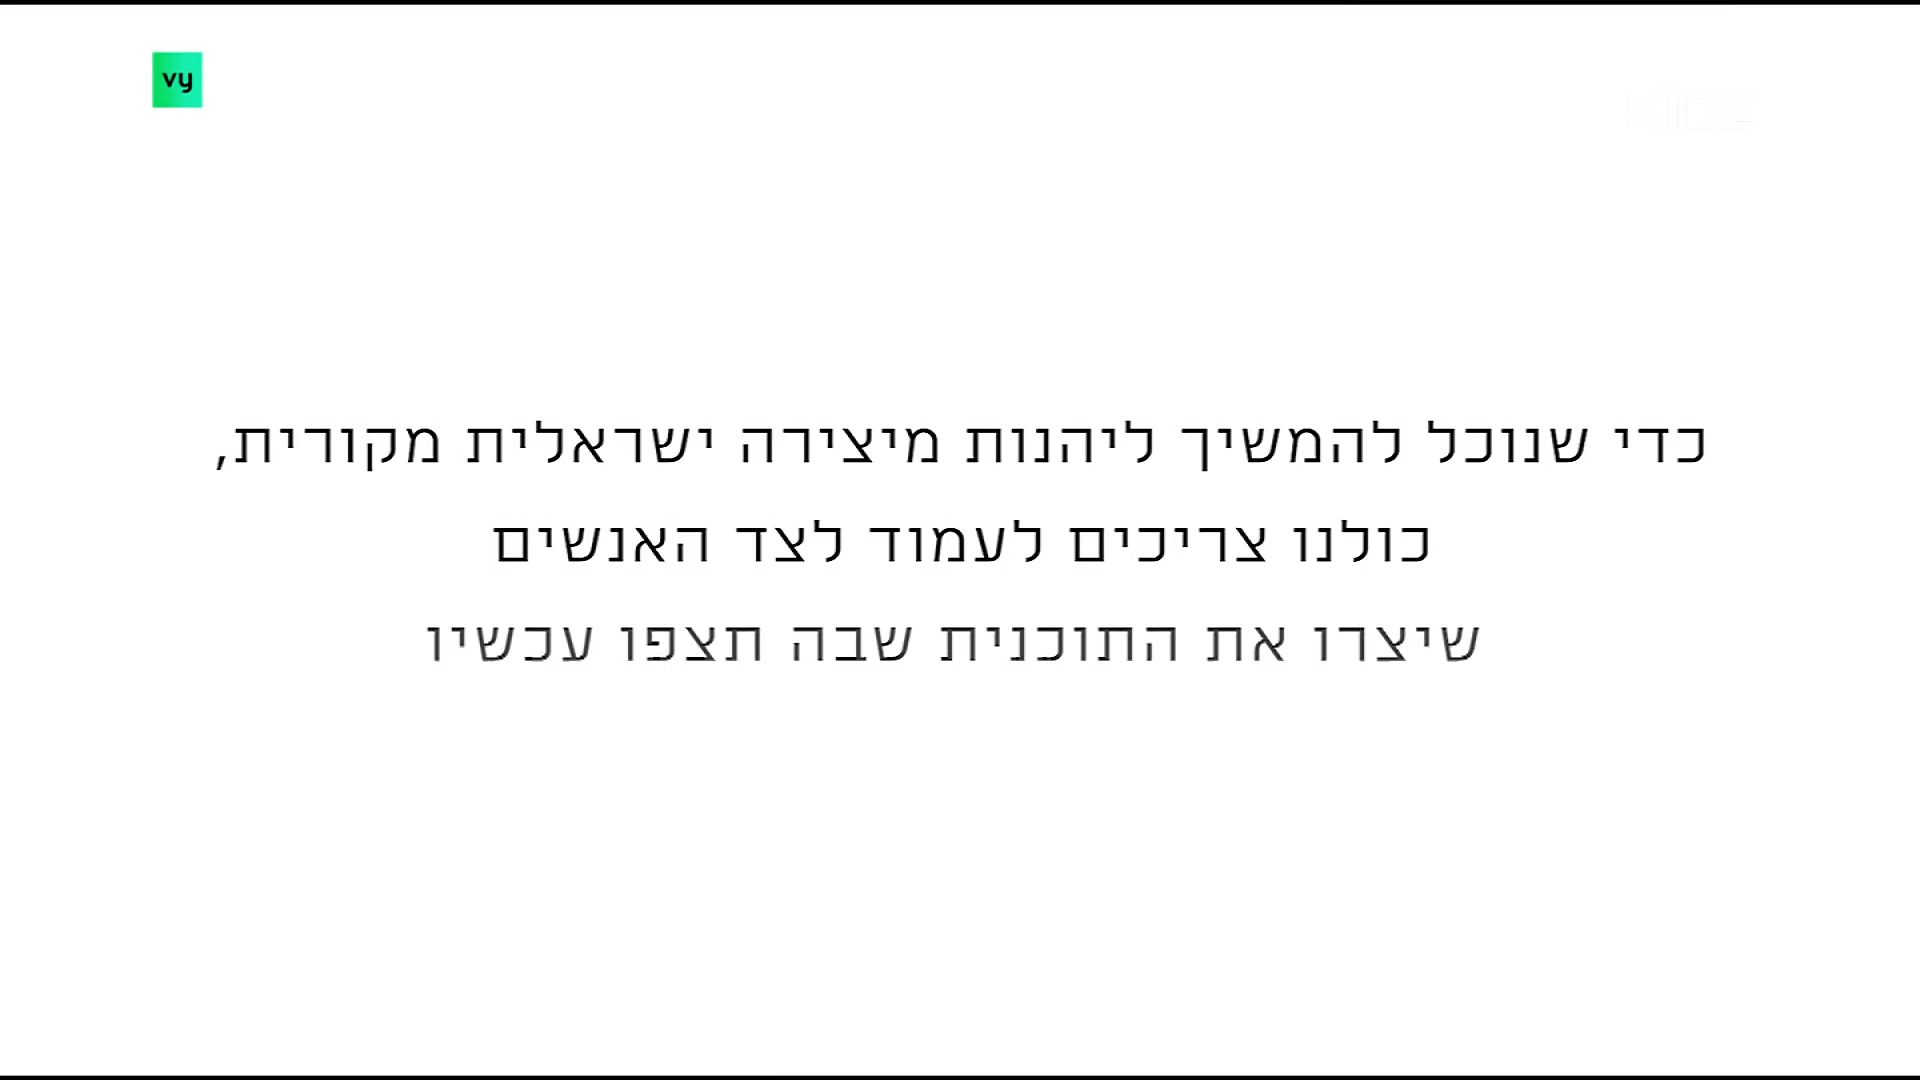 vy
כדי שנוכל להמשיך ליהנות מיצירה ישראלית מקורית,
כולנו צריכים לעמוד לצד האנשים
שיצרו את התוכנית שבה תצפו עכשיו